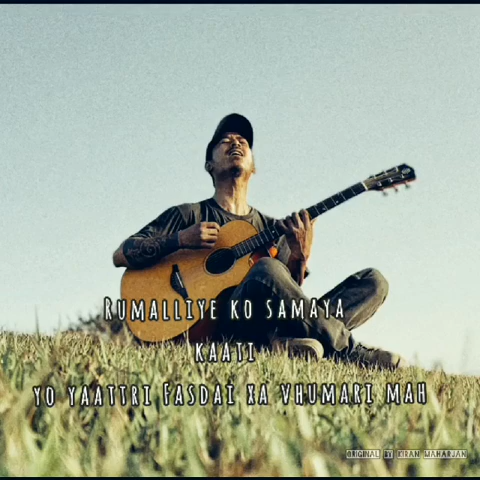 Rumalliye ko samaya
kaati
yo yaattri Fasdai xa vhumari mah
Original by Kiran Maharjan